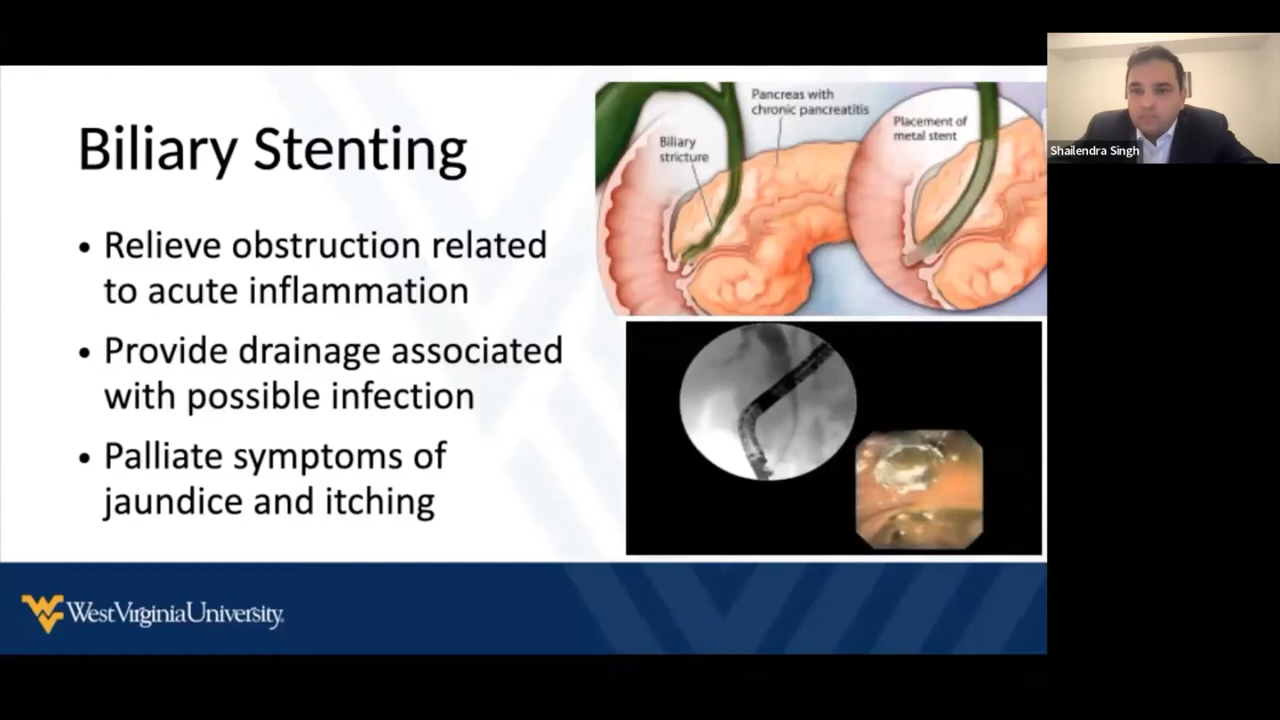 Biliary Stenting
• Relieve obstruction related
to acute inflammation
• Provide drainage associated
with possible infection
• Palliate symptoms of
jaundice and itching
Pancreas with
chronic pancreatitis
Biliary
stricture
Placement of
metal stent
WestVirginiaUniversity.
Shailendra Singh